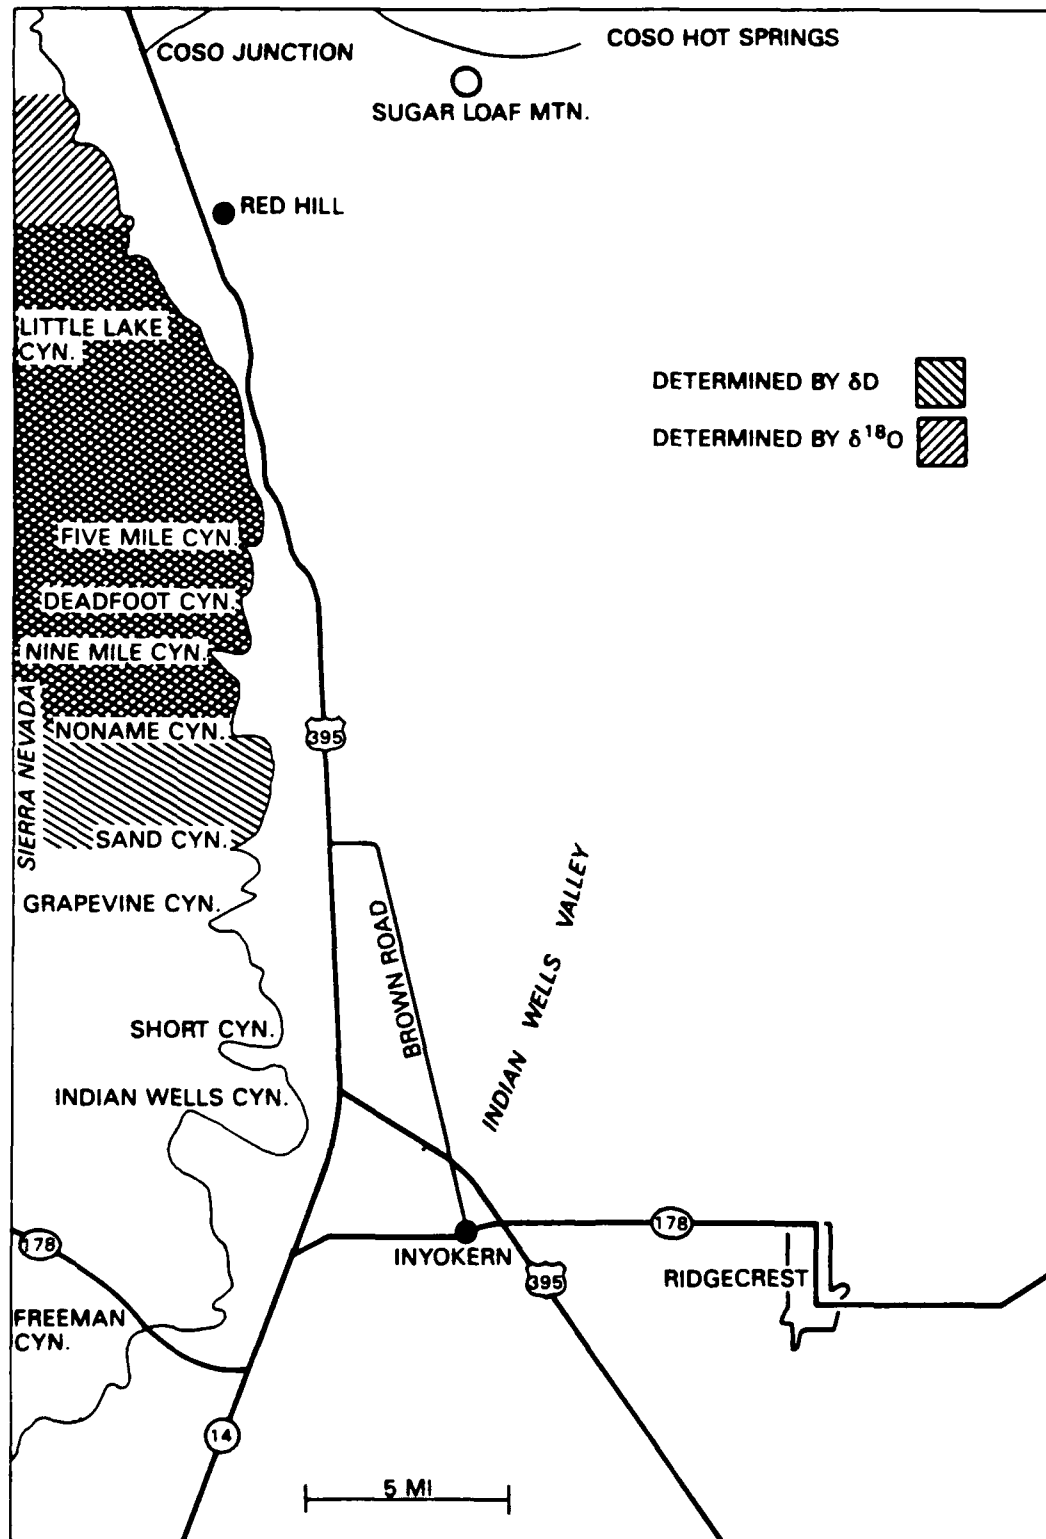 COSO JUNCTION
COSO HOT SPRINGS
SUGAR LOAF MTN.
RED HILL
LITTLE LAKE
CYN.
DETERMINED BY δD
DETERMINED BY δ¹⁸O
FIVE MILE CYN.
DEADFOOT CYN.
NINE MILE CYN.
SIERRA NEVADA
NONAME CYN.
395
SAND CYN.
GRAPEVINE CYN.
BROWN ROAD
INDIAN WELLS VALLEY
SHORT CYN.
INDIAN WELLS CYN.
178
178
INYOKERN
395
RIDGECREST
FREEMAN
CYN.
14
5 MI